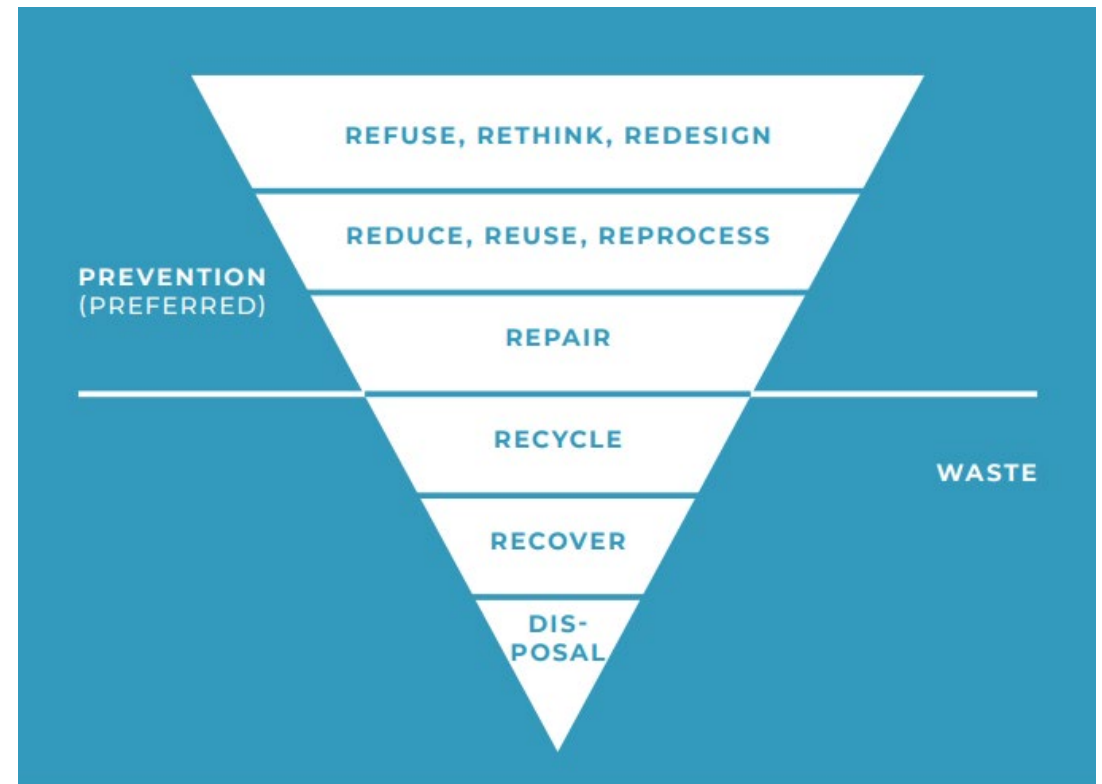 REFUSE, RETHINK, REDESIGN
REDUCE, REUSE, REPROCESS
PREVENTION
(PREFERRED)
REPAIR
RECYCLE
WASTE
RECOVER
DIS-
POSAL